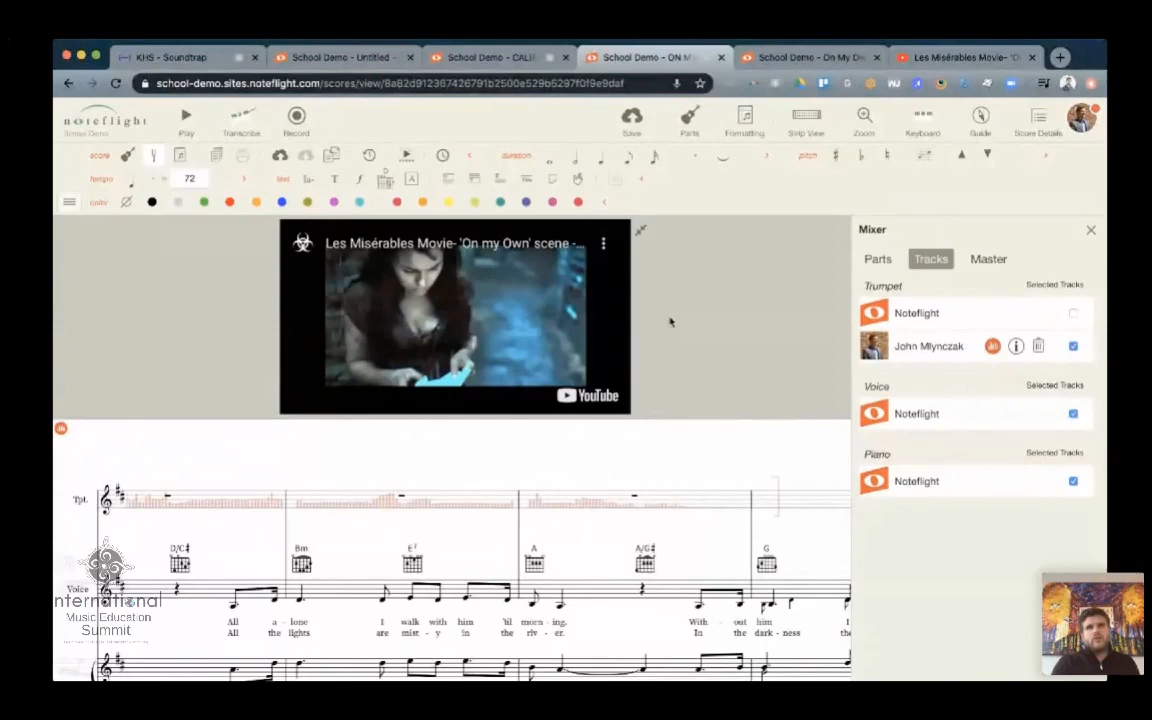 KHS - Soundtrap
School Demo - Untitled -
School Demo - CALI
School Demo - ON M
School Demo - On My O
Les Misérables Movie- 'O
school-demo.sites.noteflight.com/scores/view/8a82d912367426791b2500e529b6297f0f9e9daf
noteflight
School Demo
Play
Transcribe
Record
Save
Parts
Formatting
Strip View
Zoom
Keyboard
Guide
Score Details
score
duration
pitch
tempo
72
text
color
Les Misérables Movie- 'On my Own' scene -...
YouTube
Mixer
Parts
Tracks
Master
Trumpet
Selected Tracks
Noteflight
John Mlynczak
Voice
Selected Tracks
Noteflight
Piano
Selected Tracks
Noteflight
Tpt.
D/C# Bm E7 A A/G# G
Voice
All a - lone I walk with him 'til morn - ing. With - out him I
All the lights are mist - y in the riv - er. In the dark - ness the
nternational
Music Education
Summit